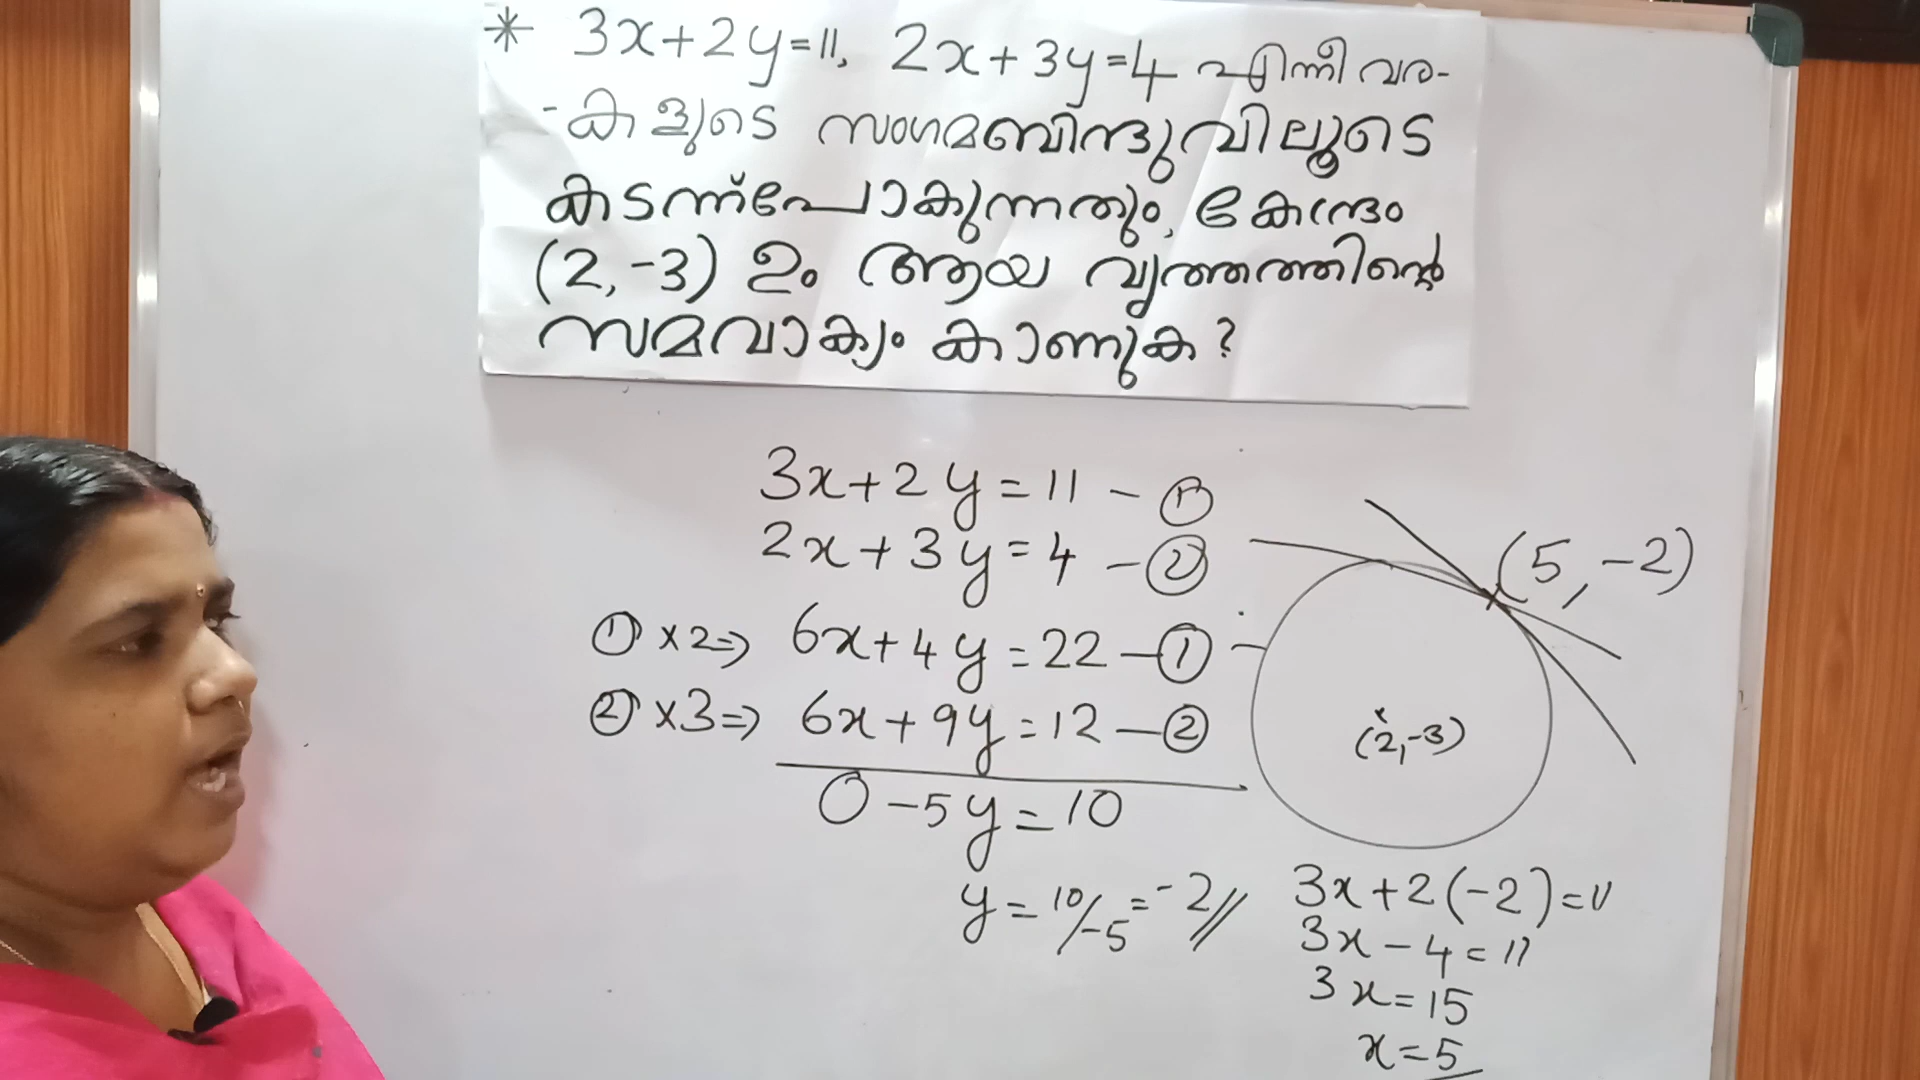 * 3x+2y=11, 2x+3y=4 എന്നീ വര-
-കളുടെ സംഗമബിന്ദുവിലൂടെ
കടന്ന്പോകുന്നതും, കേന്ദ്രം
(2,-3) ഉം ആയ വൃത്തത്തിന്റെ
സമവാക്യം കാണുക?
3x+2y=11 – ①
2x+3y=4 – ②
①×2⇒ 6x+4y=22 – ①
②×3⇒ 6x+9y=12 – ②
0-5y=10
y=10/-5=-2//
(5,-2)
(2,-3)
3x+2(-2)=11
3x-4=11
3x=15
x=5